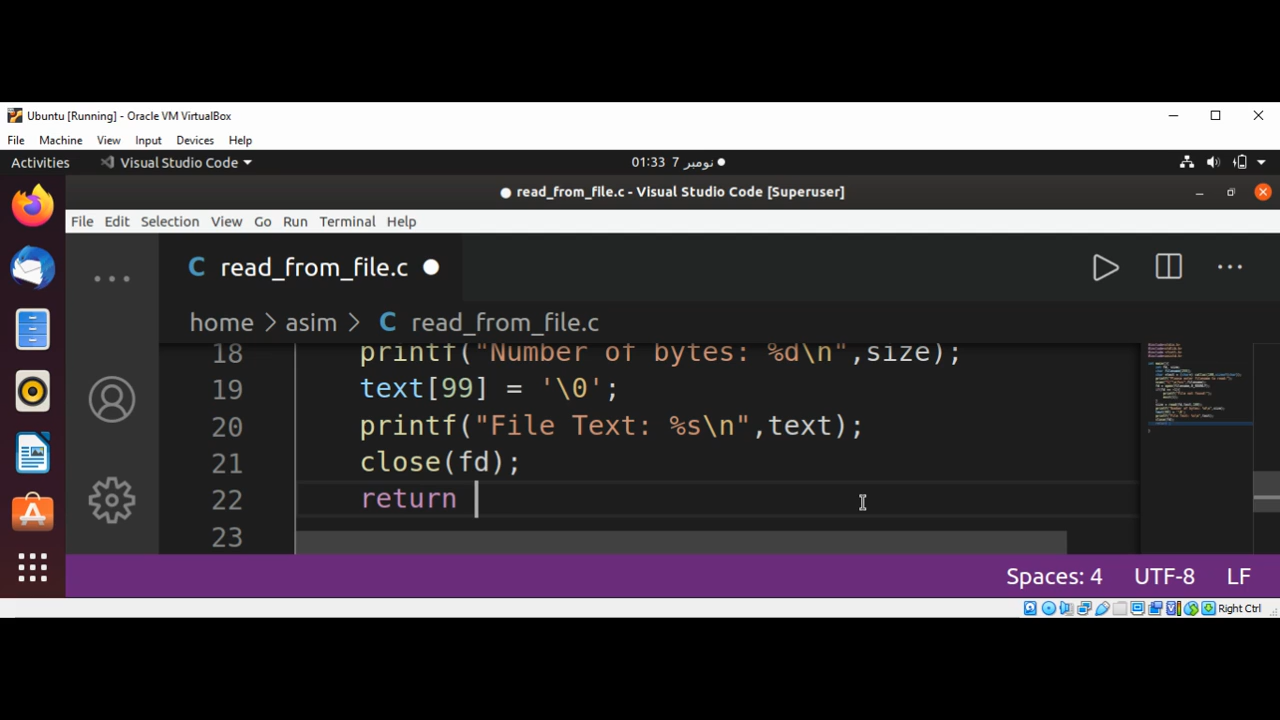 Ubuntu [Running] - Oracle VM VirtualBox
File Machine View Input Devices Help
Activities Visual Studio Code 01:33 7 نومبر
● read_from_file.c - Visual Studio Code [Superuser]
File Edit Selection View Go Run Terminal Help
C read_from_file.c ●
home > asim > C read_from_file.c
18 printf("Number of bytes: %d\n",size);
19 text[99] = '\0';
20 printf("File Text: %s\n",text);
21 close(fd);
22 return
23
Spaces: 4 UTF-8 LF
Right Ctrl